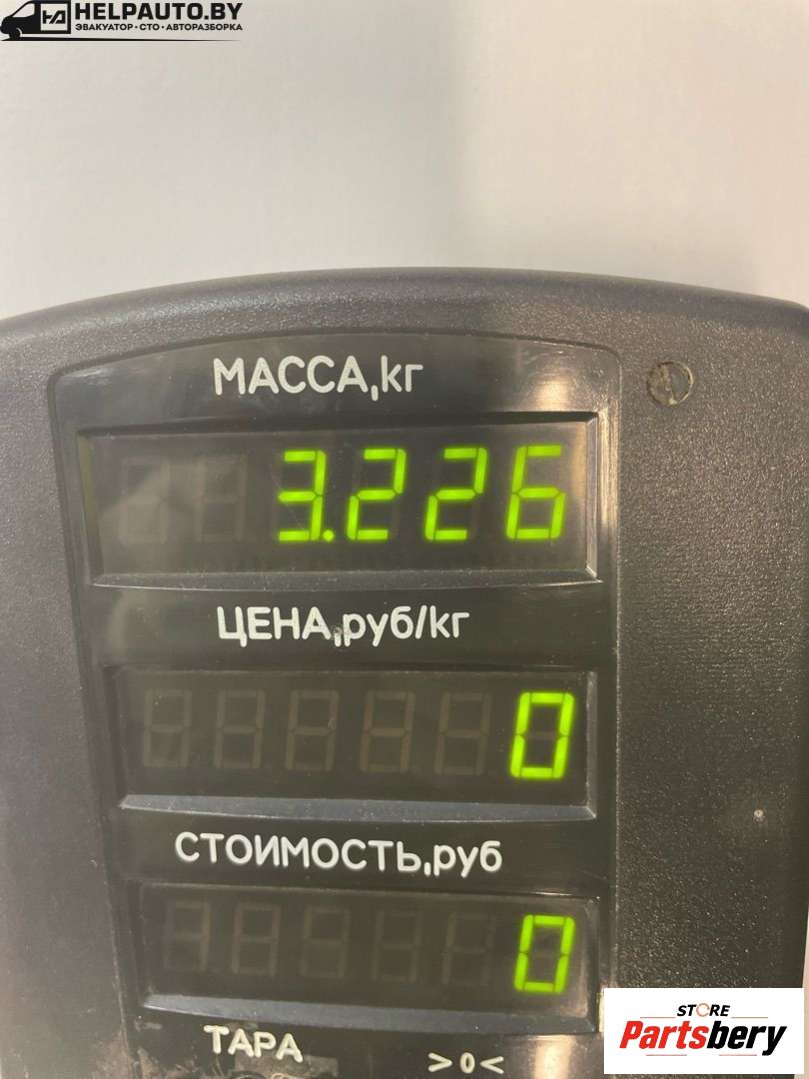 HELPAUTO.BY
ЭВАКУАТОР • СТО • АВТОРАЗБОРКА
МАССА,кг
3.226
ЦЕНА,руб/кг
0
СТОИМОСТЬ,руб
0
ТАРА >0<
STORE
Partsbery